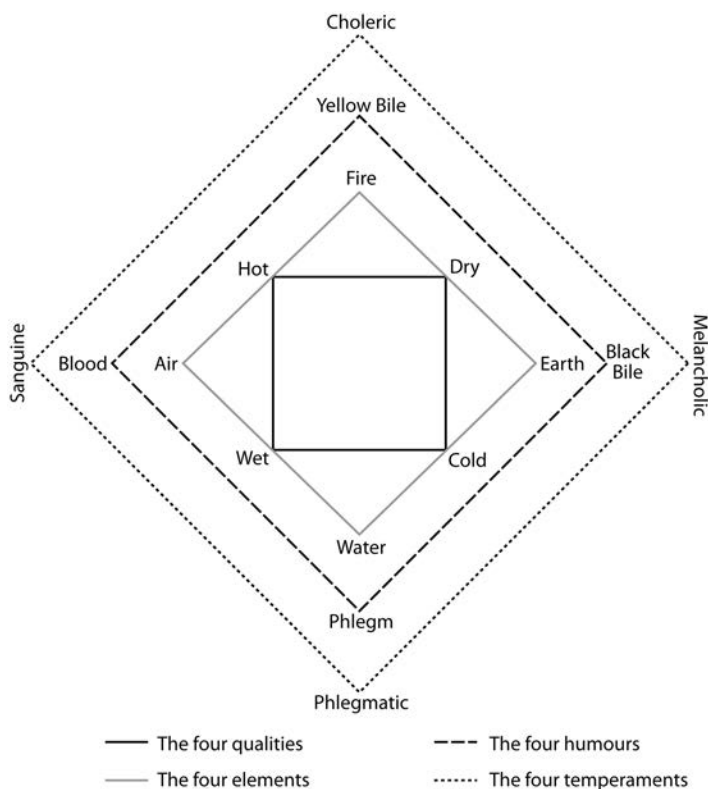 Choleric
Yellow Bile
Fire
Hot
Dry
Sanguine
Blood
Air
Earth
Black
Bile
Melancholic
Wet
Cold
Water
Phlegm
Phlegmatic
The four qualities
The four humours
The four elements
The four temperaments